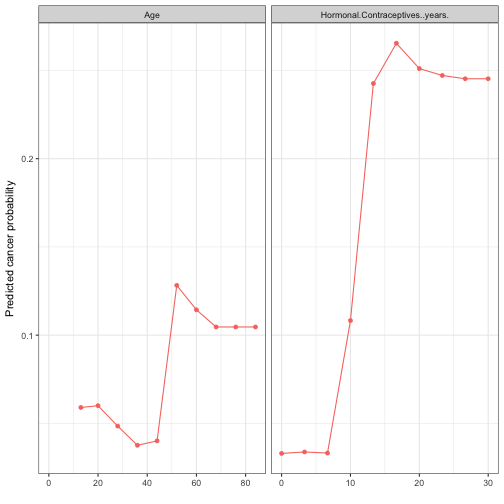 Age
Hormonal.Contraceptives..years.
Predicted cancer probability
0.2
0.1
0 20 40 60 80
0 10 20 30